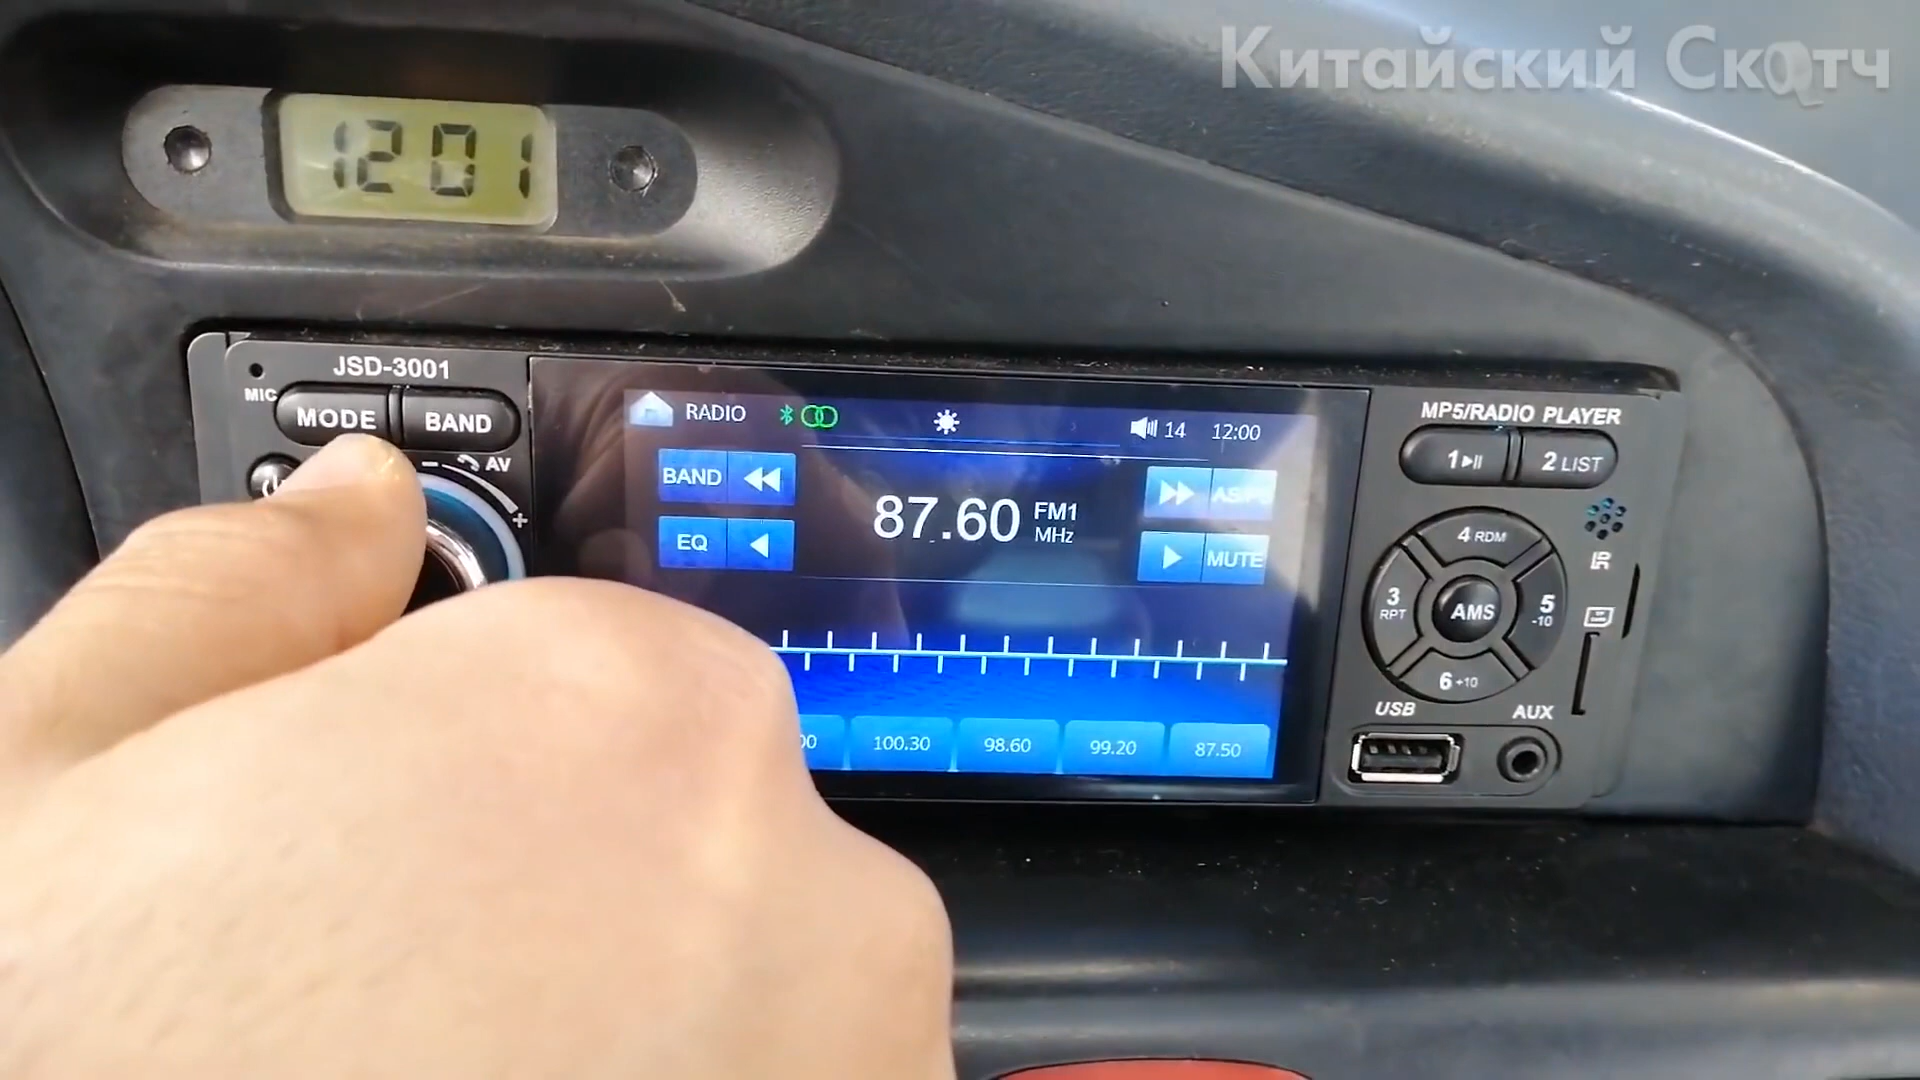 Китайский Скотч
1201
JSD-3001
MIC
MODE
BAND
AV
RADIO
14
12:00
BAND
EQ
87.60
FM1
MHz
MUTE
100.30
98.60
99.20
87.50
MP5/RADIO PLAYER
1
2 LIST
4 RDM
3 RPT
AMS
5 -10
6 +10
IR
USB
AUX